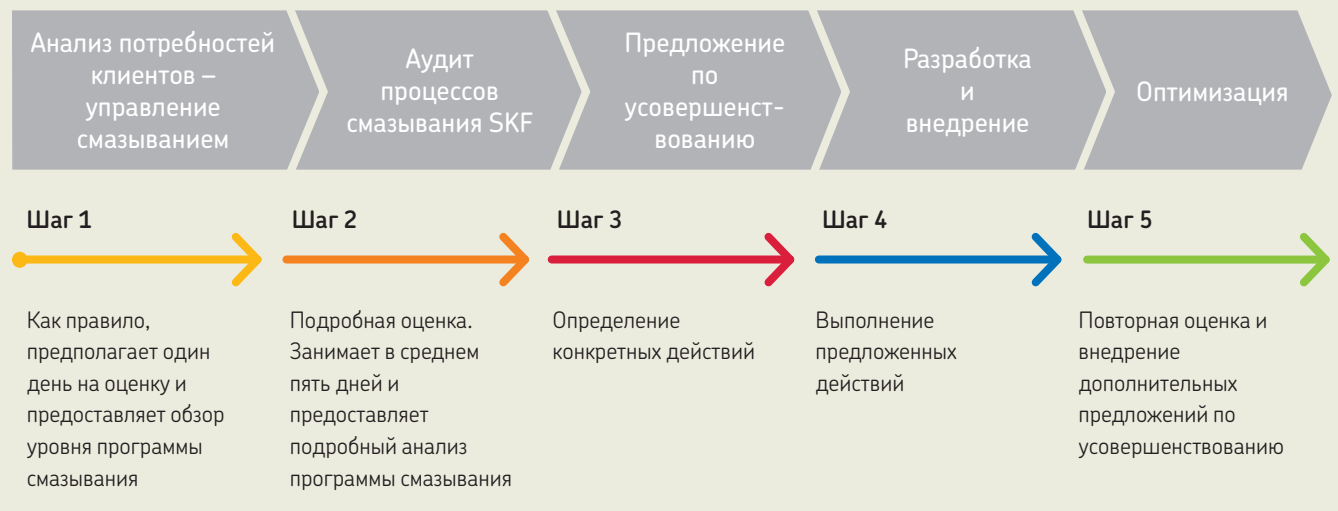 Анализ потребностей
клиентов –
управление
смазыванием
Аудит
процессов
смазывания SKF
Предложение
по
усовершенст-
вованию
Разработка
и
внедрение
Оптимизация
Шаг 1
Шаг 2
Шаг 3
Шаг 4
Шаг 5
Как правило,
предполагает один
день на оценку и
предоставляет обзор
уровня программы
смазывания
Подробная оценка.
Занимает в среднем
пять дней и
предоставляет
подробный анализ
программы смазывания
Определение
конкретных действий
Выполнение
предложенных
действий
Повторная оценка и
внедрение
дополнительных
предложений по
усовершенствованию